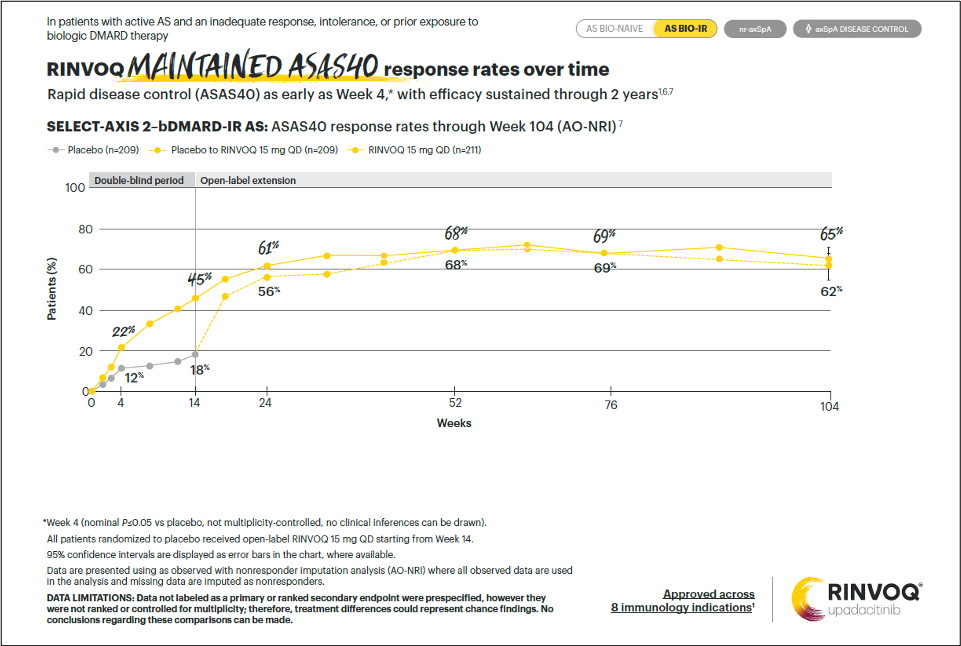 In patients with active AS and an inadequate response, intolerance, or prior exposure to
biologic DMARD therapy
AS BIO-NAIVE AS BIO-IR nr-axSpA axSpA DISEASE CONTROL
RINVOQ MAINTAINED ASAS40 response rates over time
Rapid disease control (ASAS40) as early as Week 4,* with efficacy sustained through 2 years1,6,7
SELECT-AXIS 2–bDMARD-IR AS: ASAS40 response rates through Week 104 (AO-NRI)7
Placebo (n=209) Placebo to RINVOQ 15 mg QD (n=209) RINVOQ 15 mg QD (n=211)
Double-blind period Open-label extension
Patients (%)
100
80
60
40
20
0
22%
45%
61%
68%
69%
65%
12%
18%
56%
68%
69%
62%
0 4 14 24 52 76 104
Weeks
*Week 4 (nominal P≤0.05 vs placebo, not multiplicity-controlled, no clinical inferences can be drawn).
All patients randomized to placebo received open-label RINVOQ 15 mg QD starting from Week 14.
95% confidence intervals are displayed as error bars in the chart, where available.
Data are presented using as observed with nonresponder imputation analysis (AO-NRI) where all observed data are used
in the analysis and missing data are imputed as nonresponders.
DATA LIMITATIONS: Data not labeled as a primary or ranked secondary endpoint were prespecified, however they
were not ranked or controlled for multiplicity; therefore, treatment differences could represent chance findings. No
conclusions regarding these comparisons can be made.
Approved across
8 immunology indications1
RINVOQ®
upadacitinib